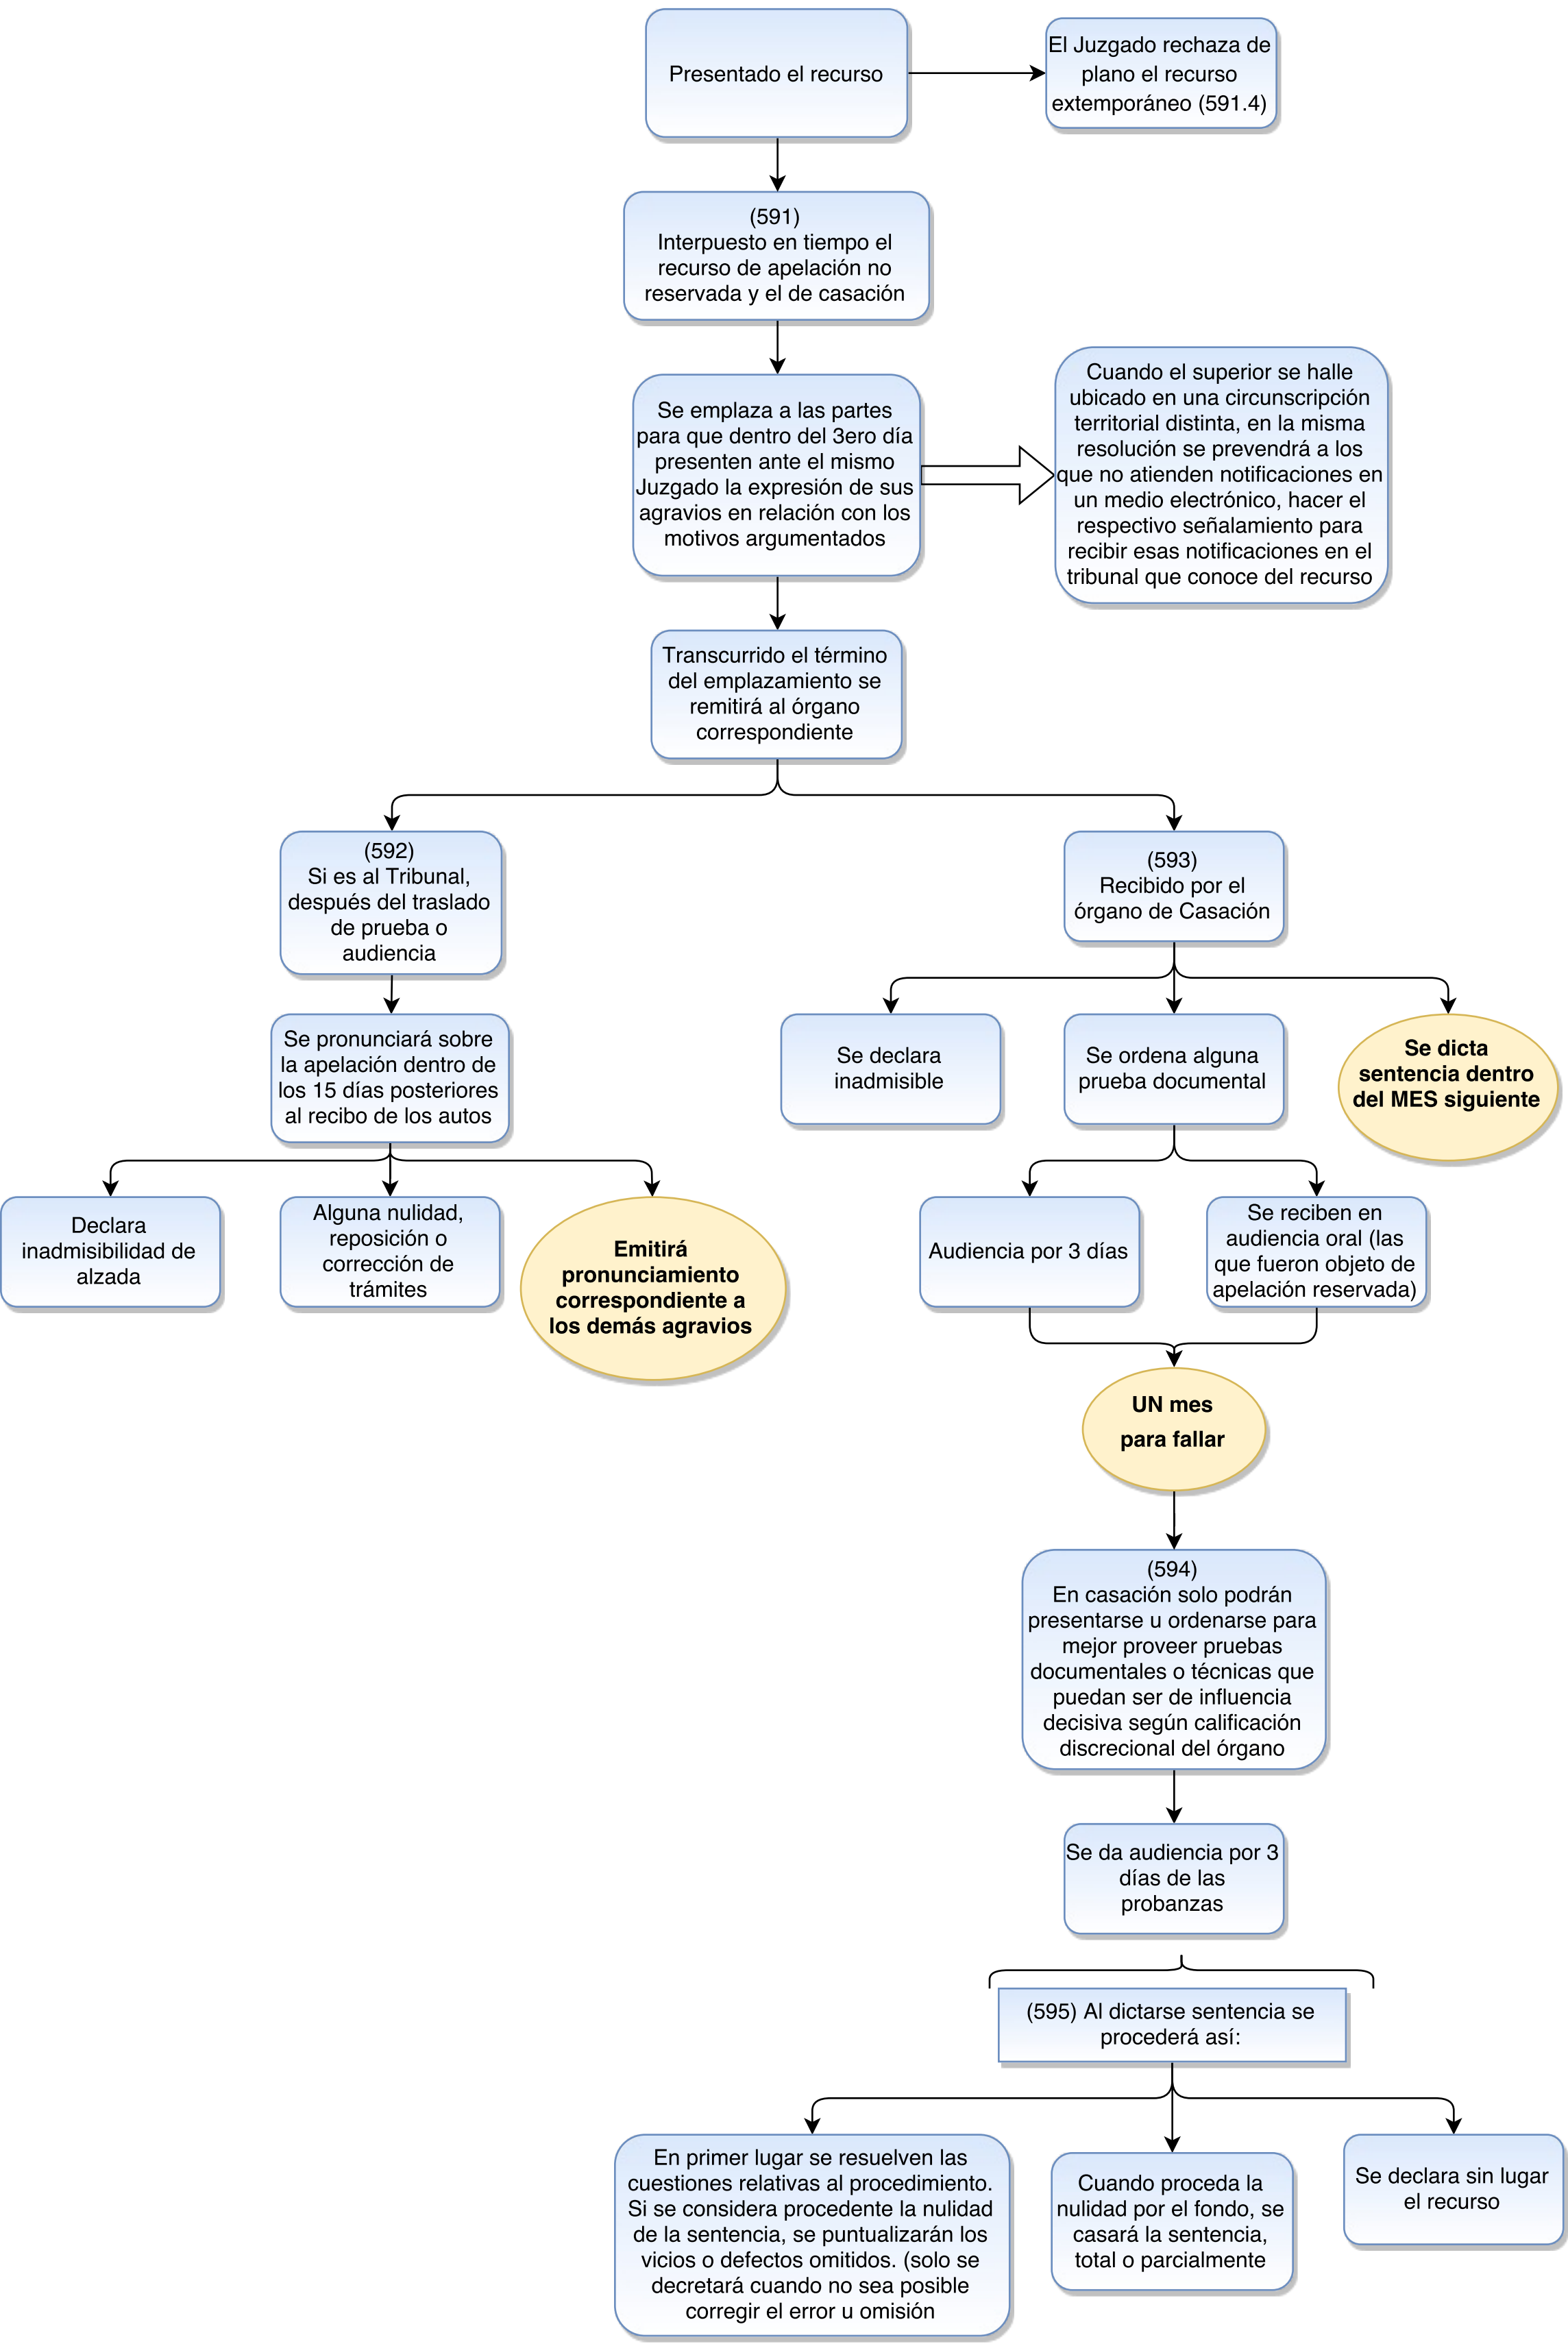 Presentado el recurso
El Juzgado rechaza de
plano el recurso
extemporáneo (591.4)
(591)
Interpuesto en tiempo el
recurso de apelación no
reservada y el de casación
Se emplaza a las partes
para que dentro del 3ero día
presenten ante el mismo
Juzgado la expresión de sus
agravios en relación con los
motivos argumentados
Cuando el superior se halle
ubicado en una circunscripción
territorial distinta, en la misma
resolución se prevendrá a los
que no atienden notificaciones en
un medio electrónico, hacer el
respectivo señalamiento para
recibir esas notificaciones en el
tribunal que conoce del recurso
Transcurrido el término
del emplazamiento se
remitirá al órgano
correspondiente
(592)
Si es al Tribunal,
después del traslado
de prueba o
audiencia
(593)
Recibido por el
órgano de Casación
Se pronunciará sobre
la apelación dentro de
los 15 días posteriores
al recibo de los autos
Se declara
inadmisible
Se ordena alguna
prueba documental
Se dicta
sentencia dentro
del MES siguiente
Declara
inadmisibilidad de
alzada
Alguna nulidad,
reposición o
corrección de
trámites
Emitirá
pronunciamiento
correspondiente a
los demás agravios
Audiencia por 3 días
Se reciben en
audiencia oral (las
que fueron objeto de
apelación reservada)
UN mes
para fallar
(594)
En casación solo podrán
presentarse u ordenarse para
mejor proveer pruebas
documentales o técnicas que
puedan ser de influencia
decisiva según calificación
discrecional del órgano
Se da audiencia por 3
días de las
probanzas
(595) Al dictarse sentencia se
procederá así:
En primer lugar se resuelven las
cuestiones relativas al procedimiento.
Si se considera procedente la nulidad
de la sentencia, se puntualizarán los
vicios o defectos omitidos. (solo se
decretará cuando no sea posible
corregir el error u omisión
Cuando proceda la
nulidad por el fondo, se
casará la sentencia,
total o parcialmente
Se declara sin lugar
el recurso